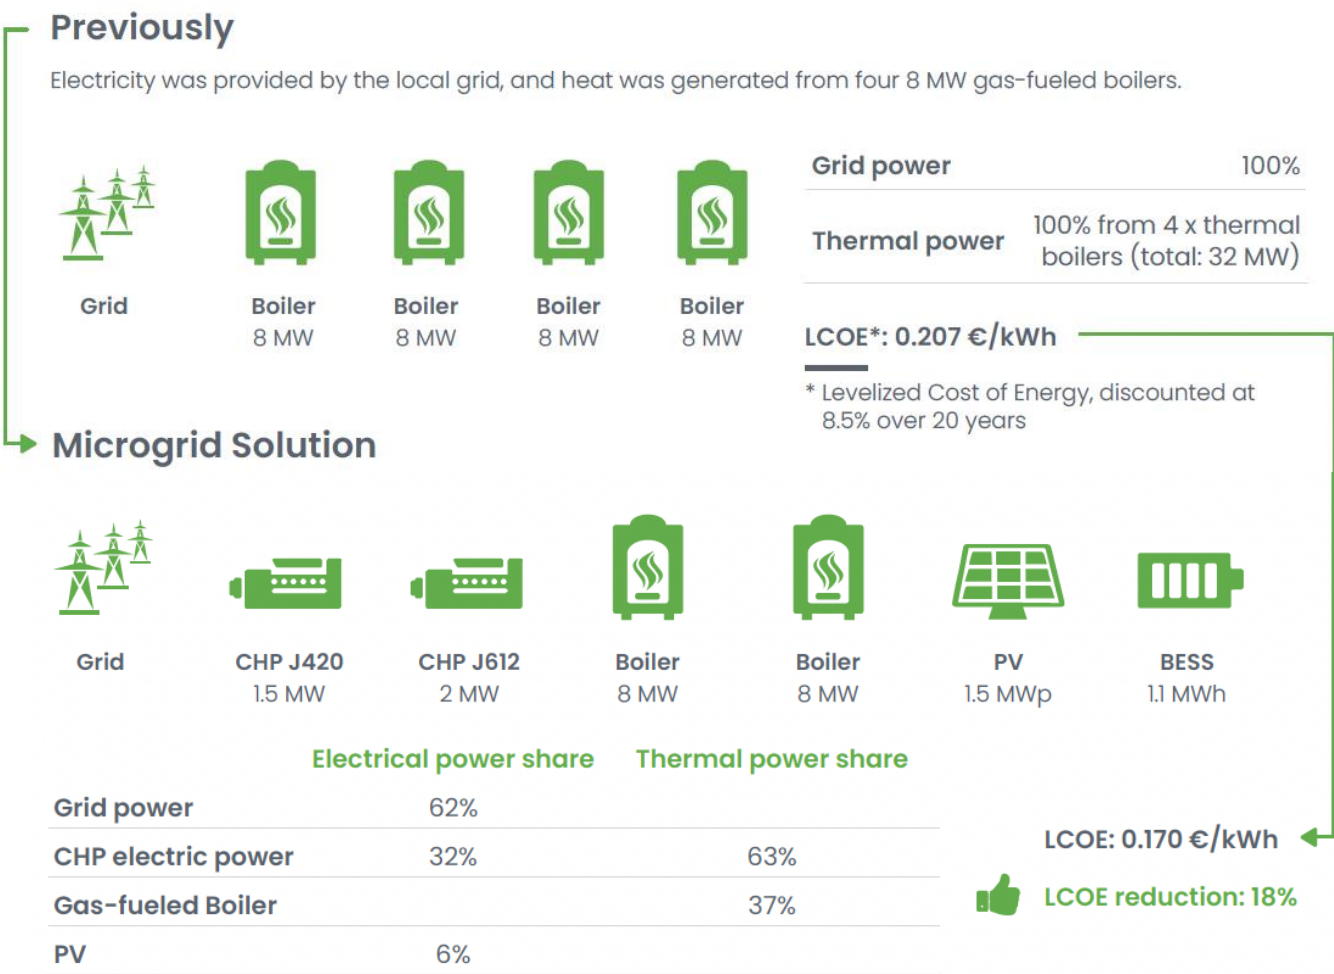 Previously
Electricity was provided by the local grid, and heat was generated from four 8 MW gas-fueled boilers.
Grid power 100%
Thermal power 100% from 4 x thermal
boilers (total: 32 MW)
Grid Boiler Boiler Boiler Boiler
8 MW 8 MW 8 MW 8 MW
LCOE*: 0.207 €/kWh
* Levelized Cost of Energy, discounted at
8.5% over 20 years
Microgrid Solution
Grid CHP J420 CHP J612 Boiler Boiler PV BESS
1.5 MW 2 MW 8 MW 8 MW 1.5 MWp 1.1 MWh
Electrical power share Thermal power share
Grid power 62%
CHP electric power 32% 63%
Gas-fueled Boiler 37%
PV 6%
LCOE: 0.170 €/kWh
LCOE reduction: 18%